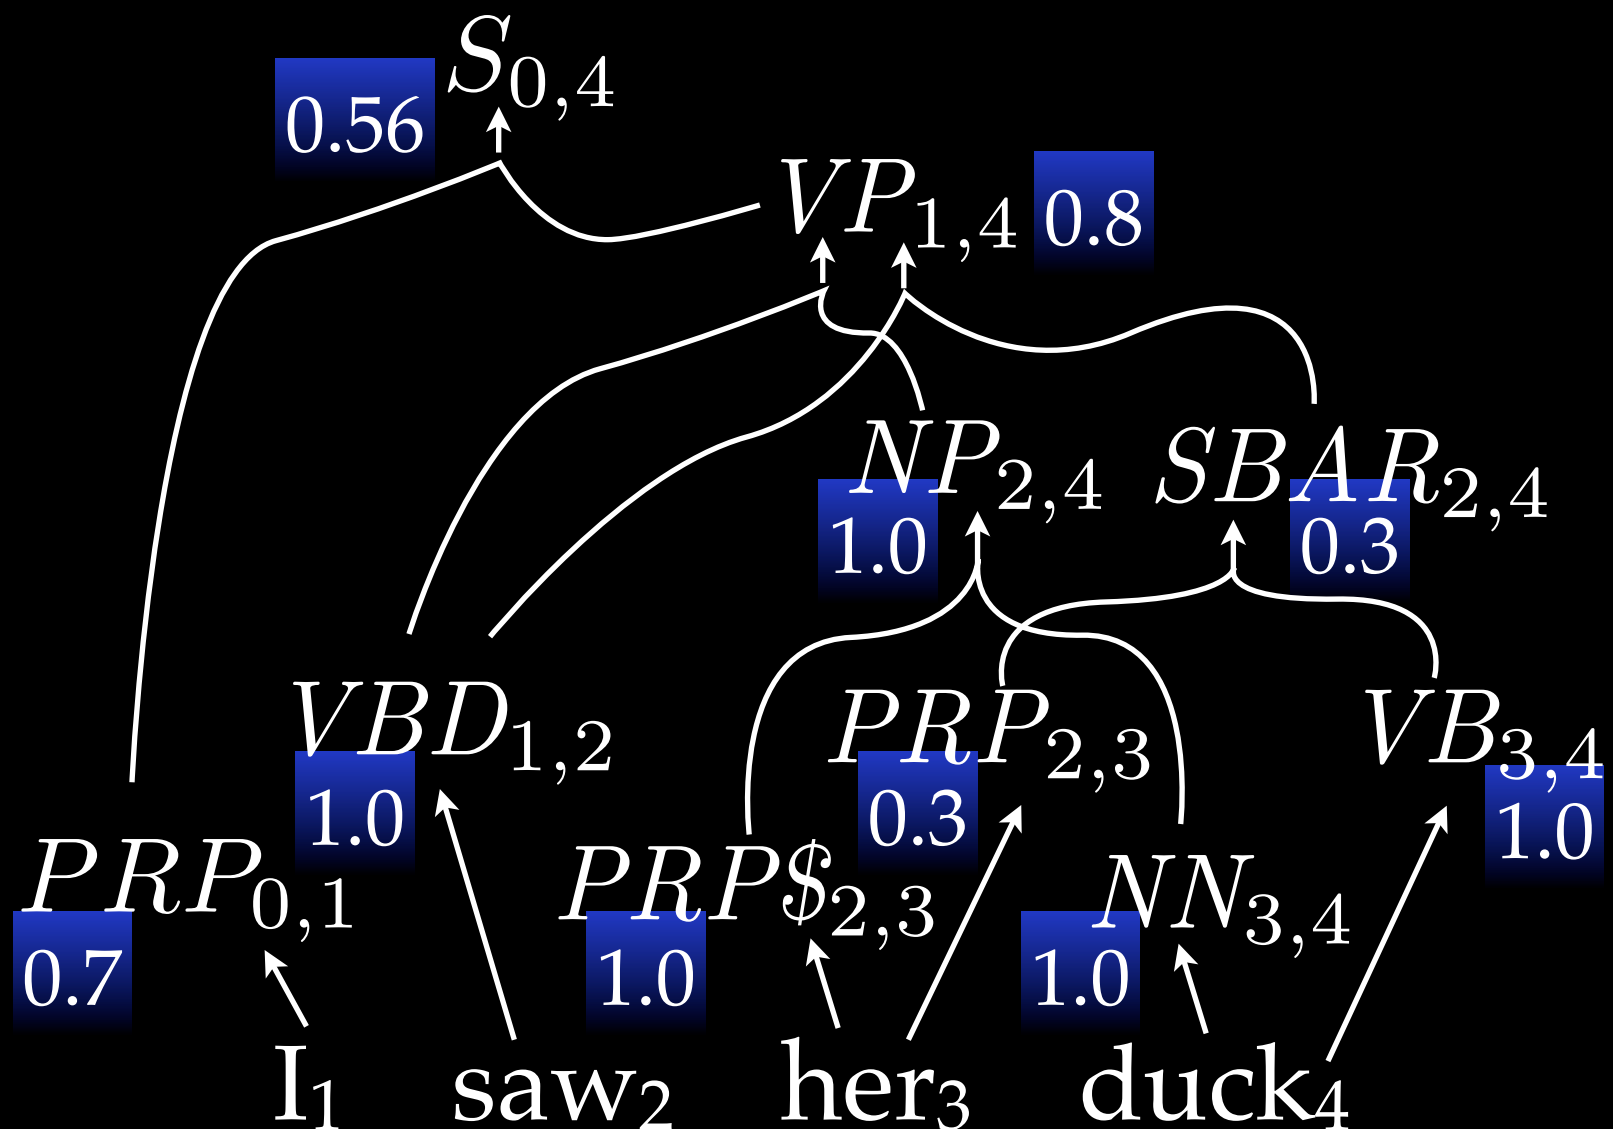 S0,4
0.56
VP1,4 0.8
NP2,4 SBAR2,4
1.0 0.3
VBD1,2 PRP2,3 VB3,4
1.0 0.3 1.0
PRP0,1 PRP$2,3 NN3,4
0.7 1.0 1.0
I1 saw2 her3 duck4